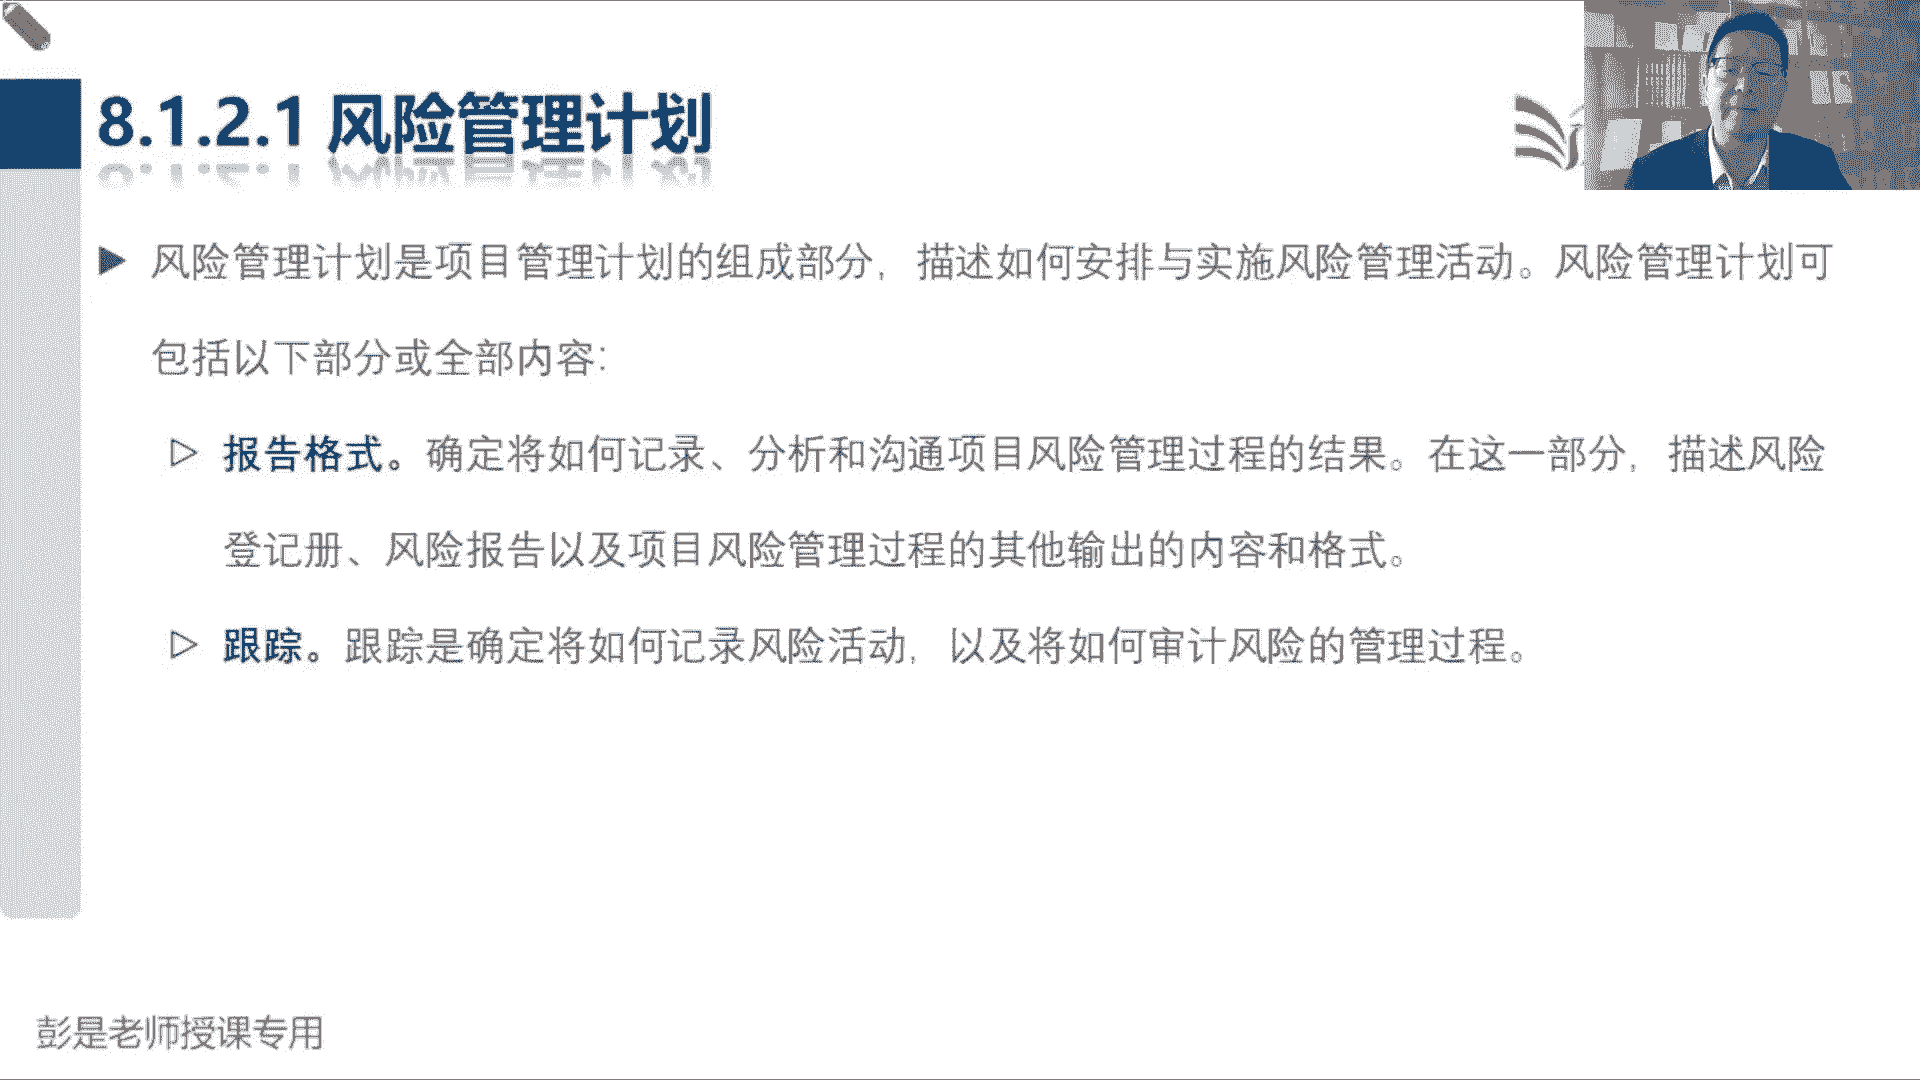 8.1.2.1 风险管理计划
风险管理计划是项目管理计划的组成部分，描述如何安排与实施风险管理活动。风险管理计划可
包括以下部分或全部内容：
报告格式。确定将如何记录、分析和沟通项目风险管理过程的结果。在这一部分，描述风险
登记册、风险报告以及项目风险管理过程的其他输出的内容和格式。
跟踪。跟踪是确定将如何记录风险活动，以及将如何审计风险的管理过程。
彭是老师授课专用